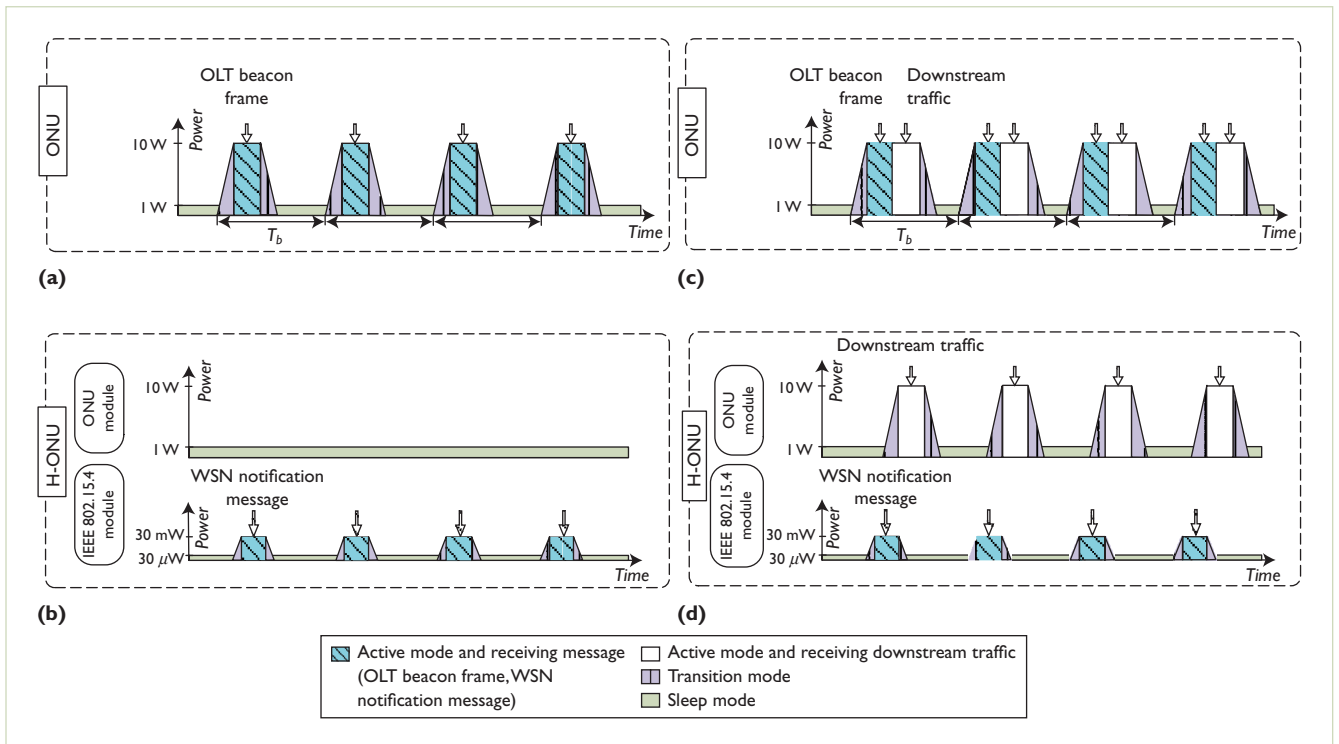 OLT beacon
frame
ONU
Power
10 W
1 W
T_b
Time
(a)
OLT beacon
frame
Downstream
traffic
ONU
Power
10 W
1 W
T_b
Time
(c)
H-ONU
ONU
module
Power
10 W
1 W
WSN notification
message
IEEE 802.15.4
module
Power
30 mW
30 μW
Time
(b)
Downstream traffic
H-ONU
ONU
module
Power
10 W
1 W
WSN notification
message
IEEE 802.15.4
module
Power
30 mW
30 μW
Time
(d)
Active mode and receiving message
(OLT beacon frame, WSN
notification message)
Active mode and receiving downstream traffic
Transition mode
Sleep mode